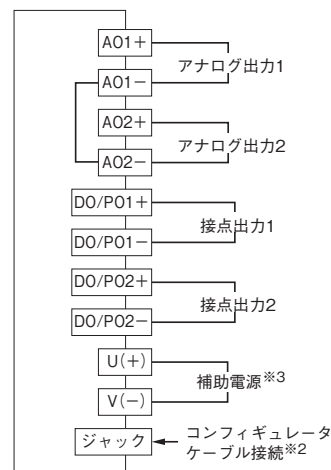 AO1+
アナログ出力1
AO1−
AO2+
アナログ出力2
AO2−
DO/PO1+
接点出力1
DO/PO1−
DO/PO2+
接点出力2
DO/PO2−
U(+)
補助電源※3
V(−)
ジャック
コンフィギュレータ
ケーブル接続※2